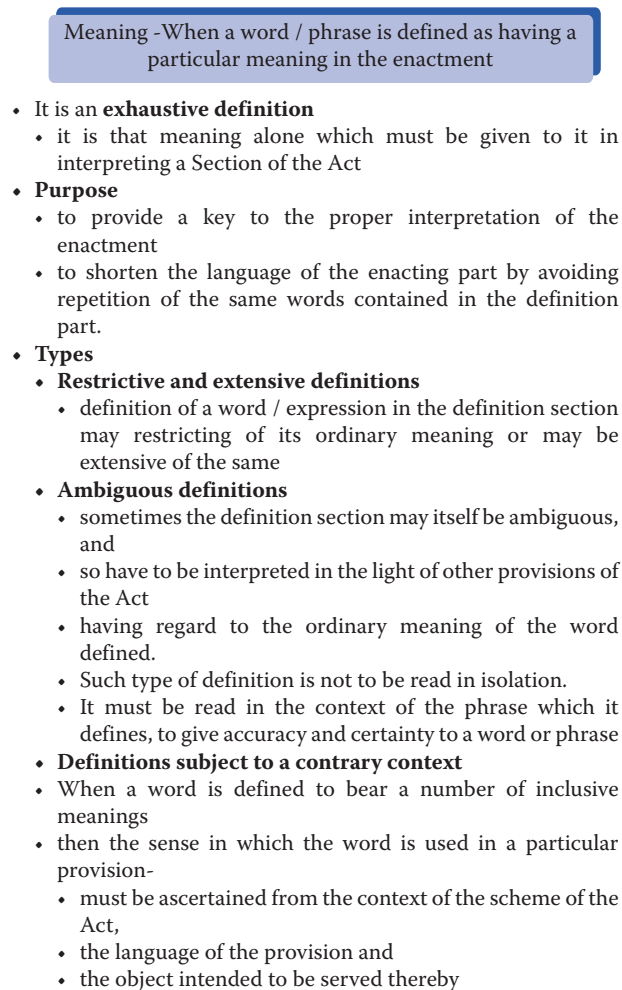 Meaning -When a word / phrase is defined as having a
particular meaning in the enactment
• It is an exhaustive definition
• it is that meaning alone which must be given to it in
interpreting a Section of the Act
• Purpose
• to provide a key to the proper interpretation of the
enactment
• to shorten the language of the enacting part by avoiding
repetition of the same words contained in the definition
part.
• Types
• Restrictive and extensive definitions
• definition of a word / expression in the definition section
may restricting of its ordinary meaning or may be
extensive of the same
• Ambiguous definitions
• sometimes the definition section may itself be ambiguous,
and
• so have to be interpreted in the light of other provisions of
the Act
• having regard to the ordinary meaning of the word
defined.
• Such type of definition is not to be read in isolation.
• It must be read in the context of the phrase which it
defines, to give accuracy and certainty to a word or phrase
• Definitions subject to a contrary context
• When a word is defined to bear a number of inclusive
meanings
• then the sense in which the word is used in a particular
provision-
• must be ascertained from the context of the scheme of the
Act,
• the language of the provision and
• the object intended to be served thereby